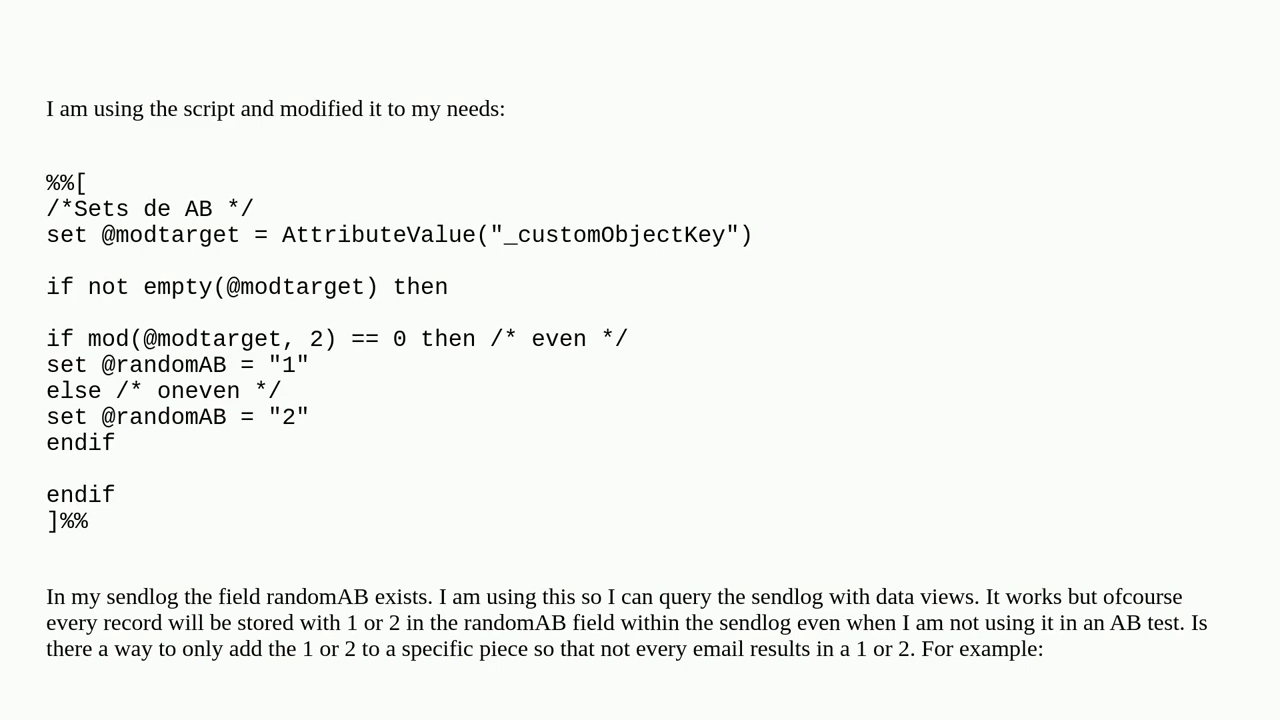 I am using the script and modified it to my needs:
%%[
/*Sets de AB */
set @modtarget = AttributeValue("_customObjectKey")
if not empty(@modtarget) then
if mod(@modtarget, 2) == 0 then /* even */
set @randomAB = "1"
else /* oneven */
set @randomAB = "2"
endif
endif
]%%
In my sendlog the field randomAB exists. I am using this so I can query the sendlog with data views. It works but ofcourse
every record will be stored with 1 or 2 in the randomAB field within the sendlog even when I am not using it in an AB test. Is
there a way to only add the 1 or 2 to a specific piece so that not every email results in a 1 or 2. For example: